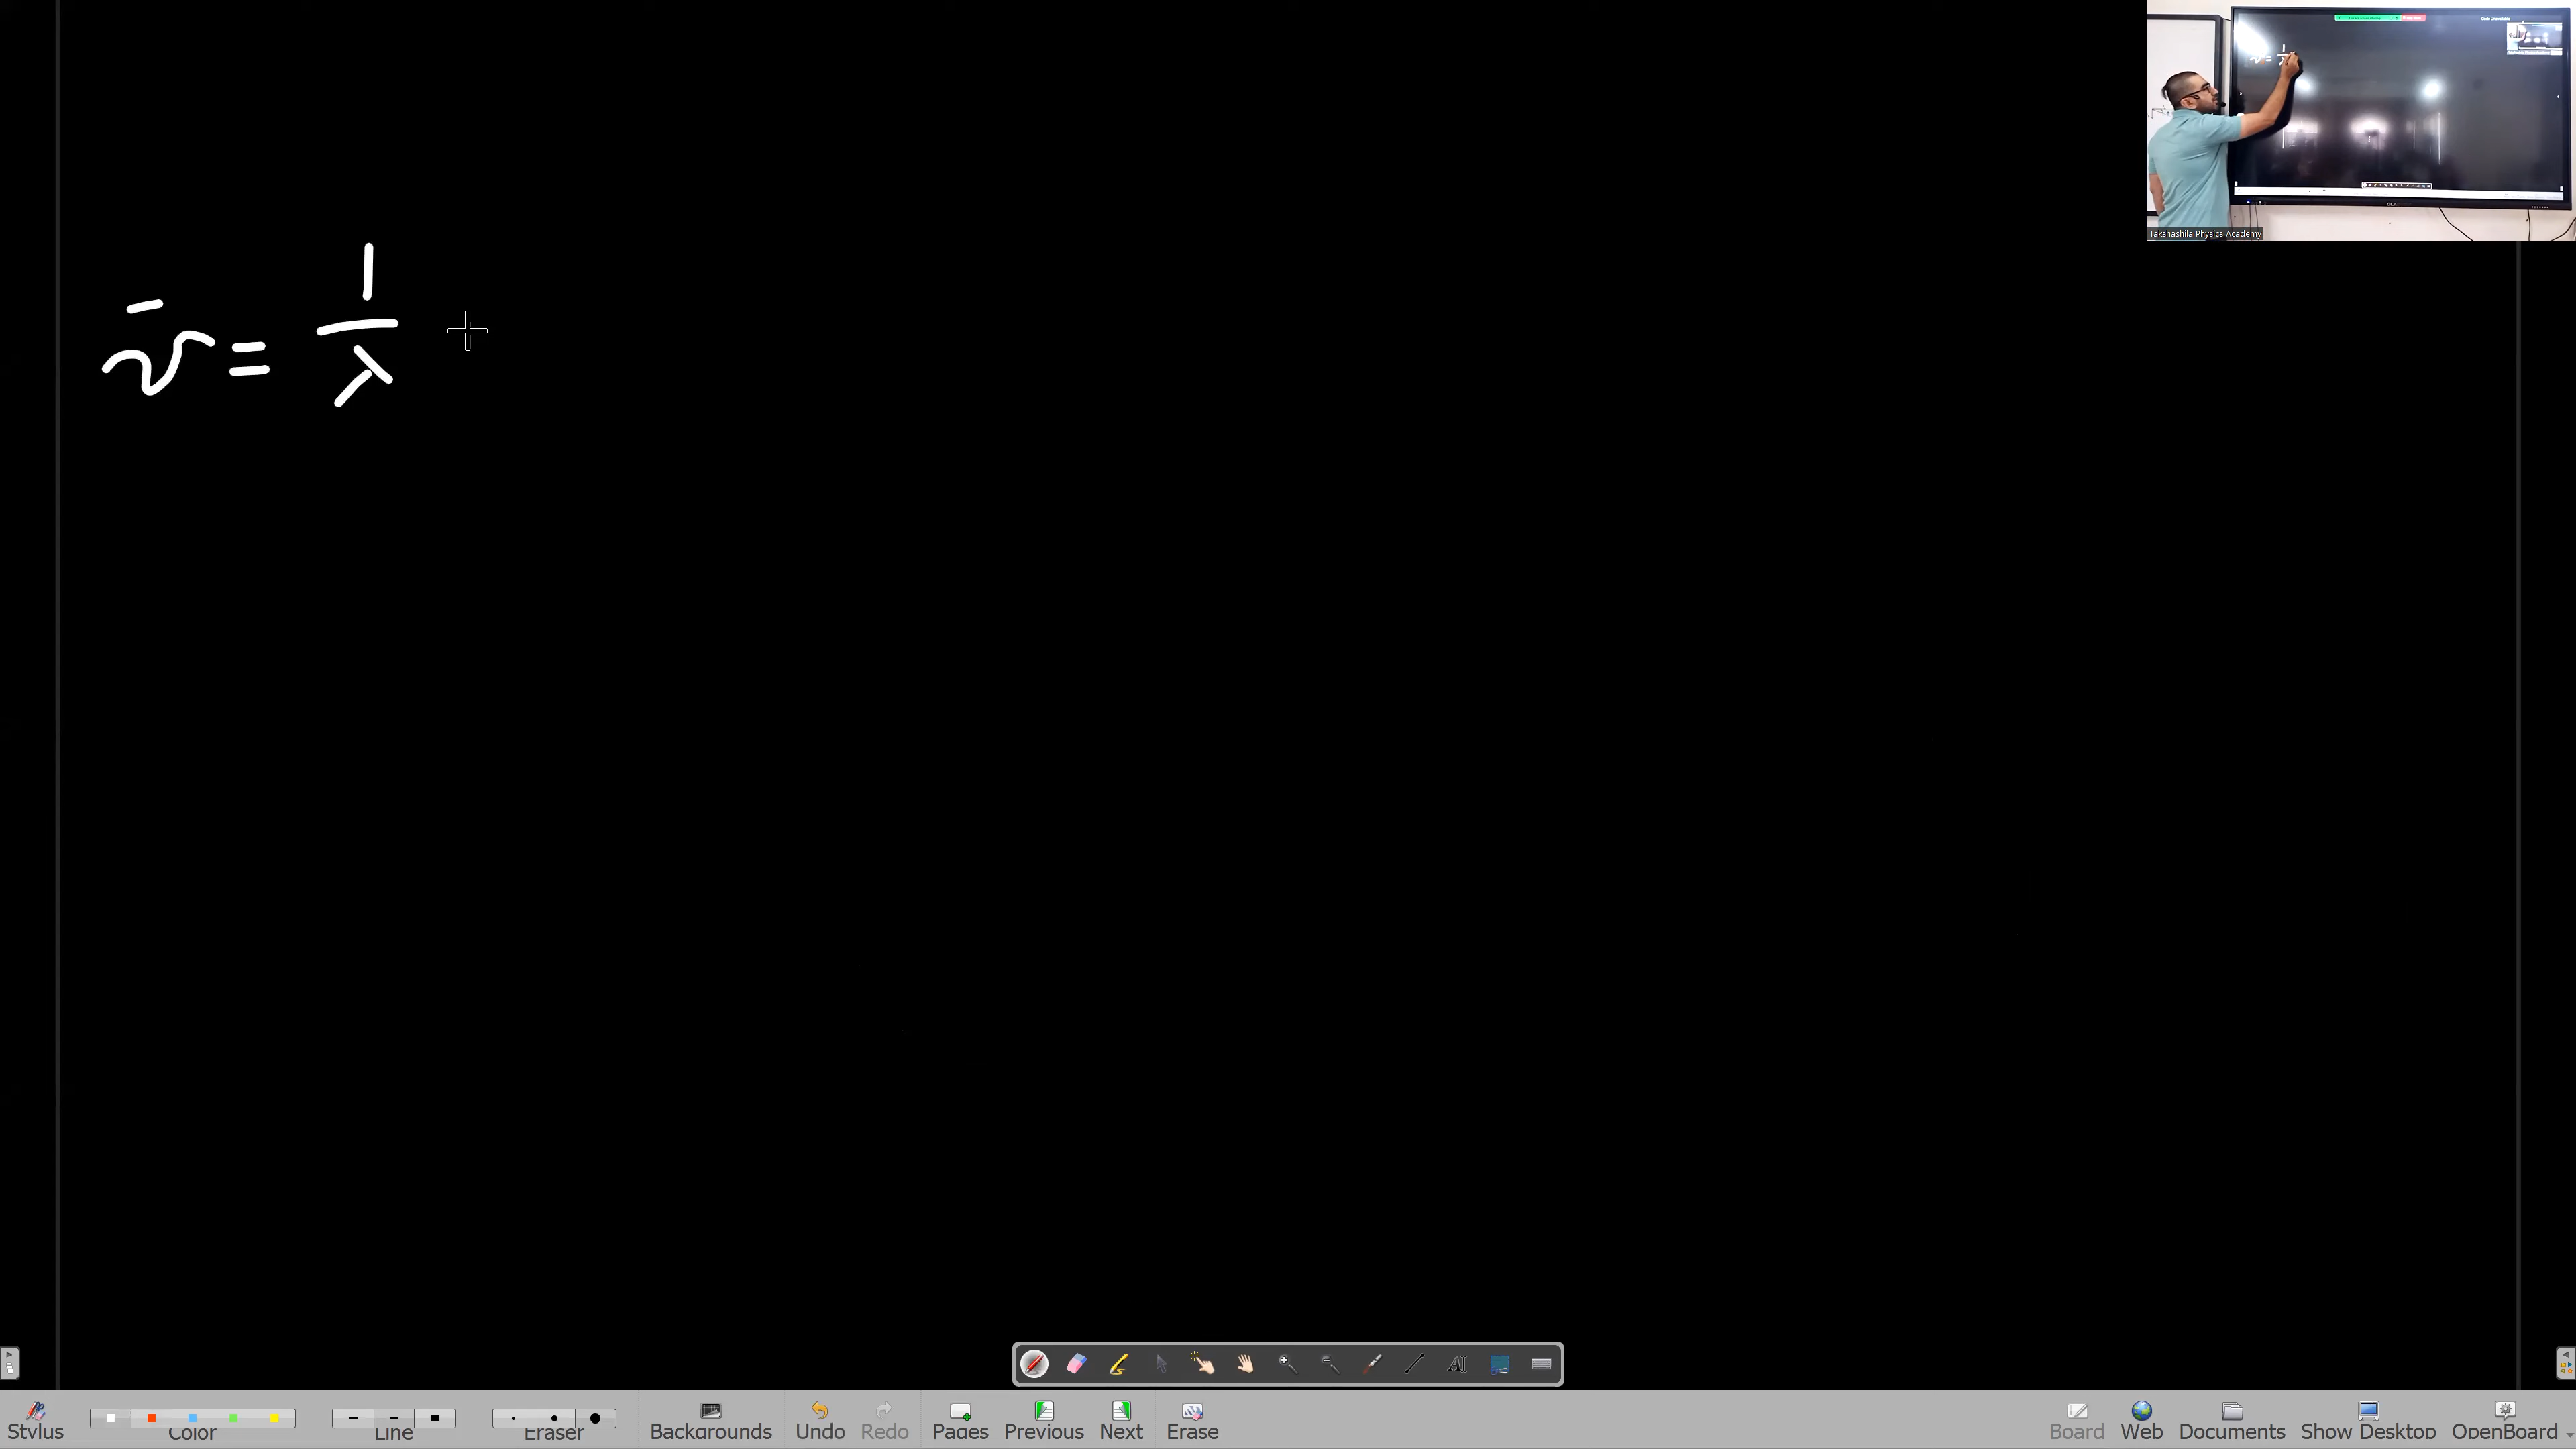 Takshashila Physics Academy
ν̄ = 1/λ
Stylus Color Line Eraser Backgrounds Undo Redo Pages Previous Next Erase Board Web Documents Show Desktop OpenBoard